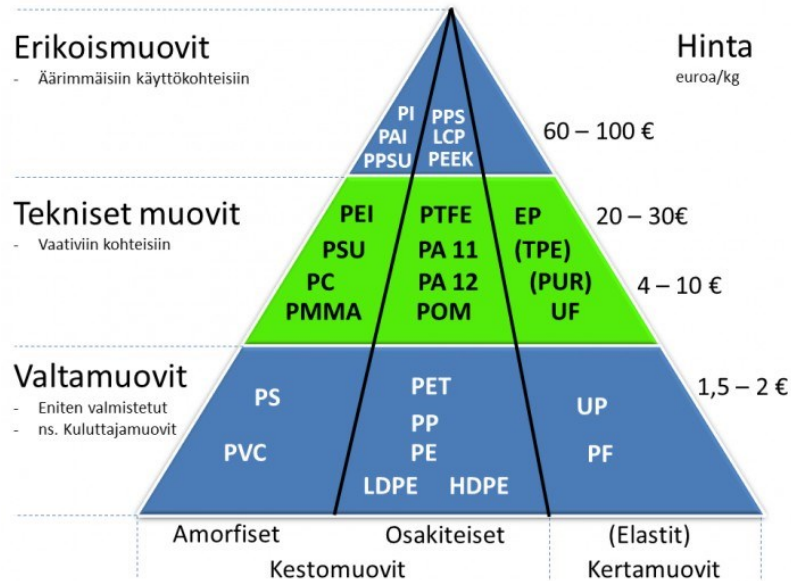 Erikoismuovit
- Äärimmäisiin käyttökohteisiin
Hinta
euroa/kg
PI
PAI
PPSU
PPS
LCP
PEEK
60 – 100 €
Tekniset muovit
- Vaativiin kohteisiin
PEI
PSU
PC
PMMA
PTFE
PA 11
PA 12
POM
EP
(TPE)
(PUR)
UF
20 – 30€
4 – 10 €
Valtamuovit
- Eniten valmistetut
- ns. Kuluttajamuovit
PS
PVC
PET
PP
PE
LDPE HDPE
UP
PF
1,5 – 2 €
Amorfiset Osakiteiset (Elastit)
Kestomuovit Kertamuovit